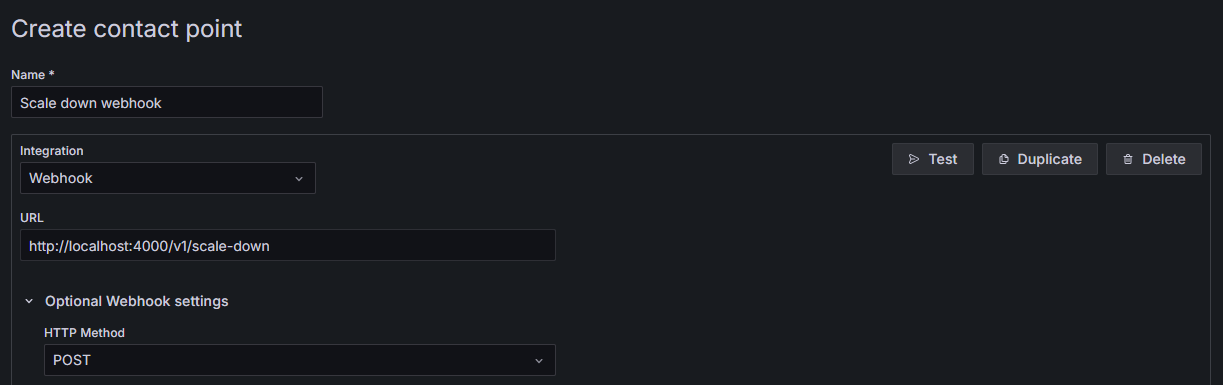 Create contact point
Name *
Scale down webhook
Integration
Test
Duplicate
Delete
Webhook
URL
http://localhost:4000/v1/scale-down
Optional Webhook settings
HTTP Method
POST